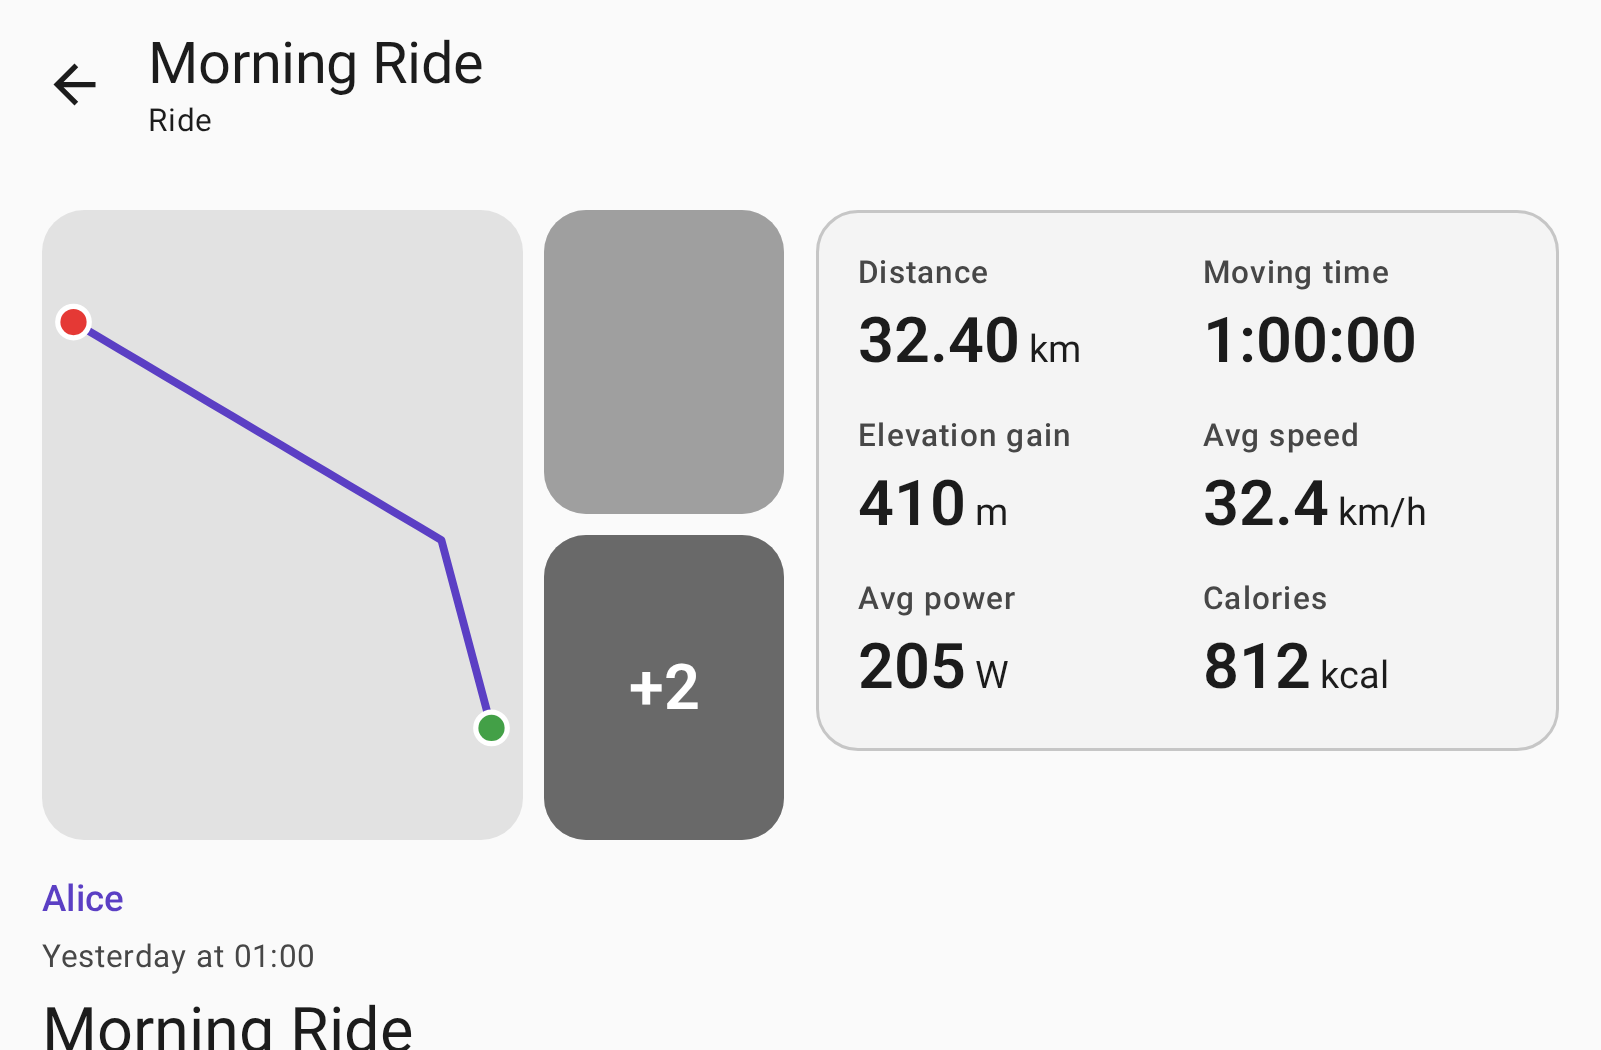 Morning Ride
Ride
+2
Distance
32.40 km
Moving time
1:00:00
Elevation gain
410 m
Avg speed
32.4 km/h
Avg power
205 W
Calories
812 kcal
Alice
Yesterday at 01:00
Morning Ride